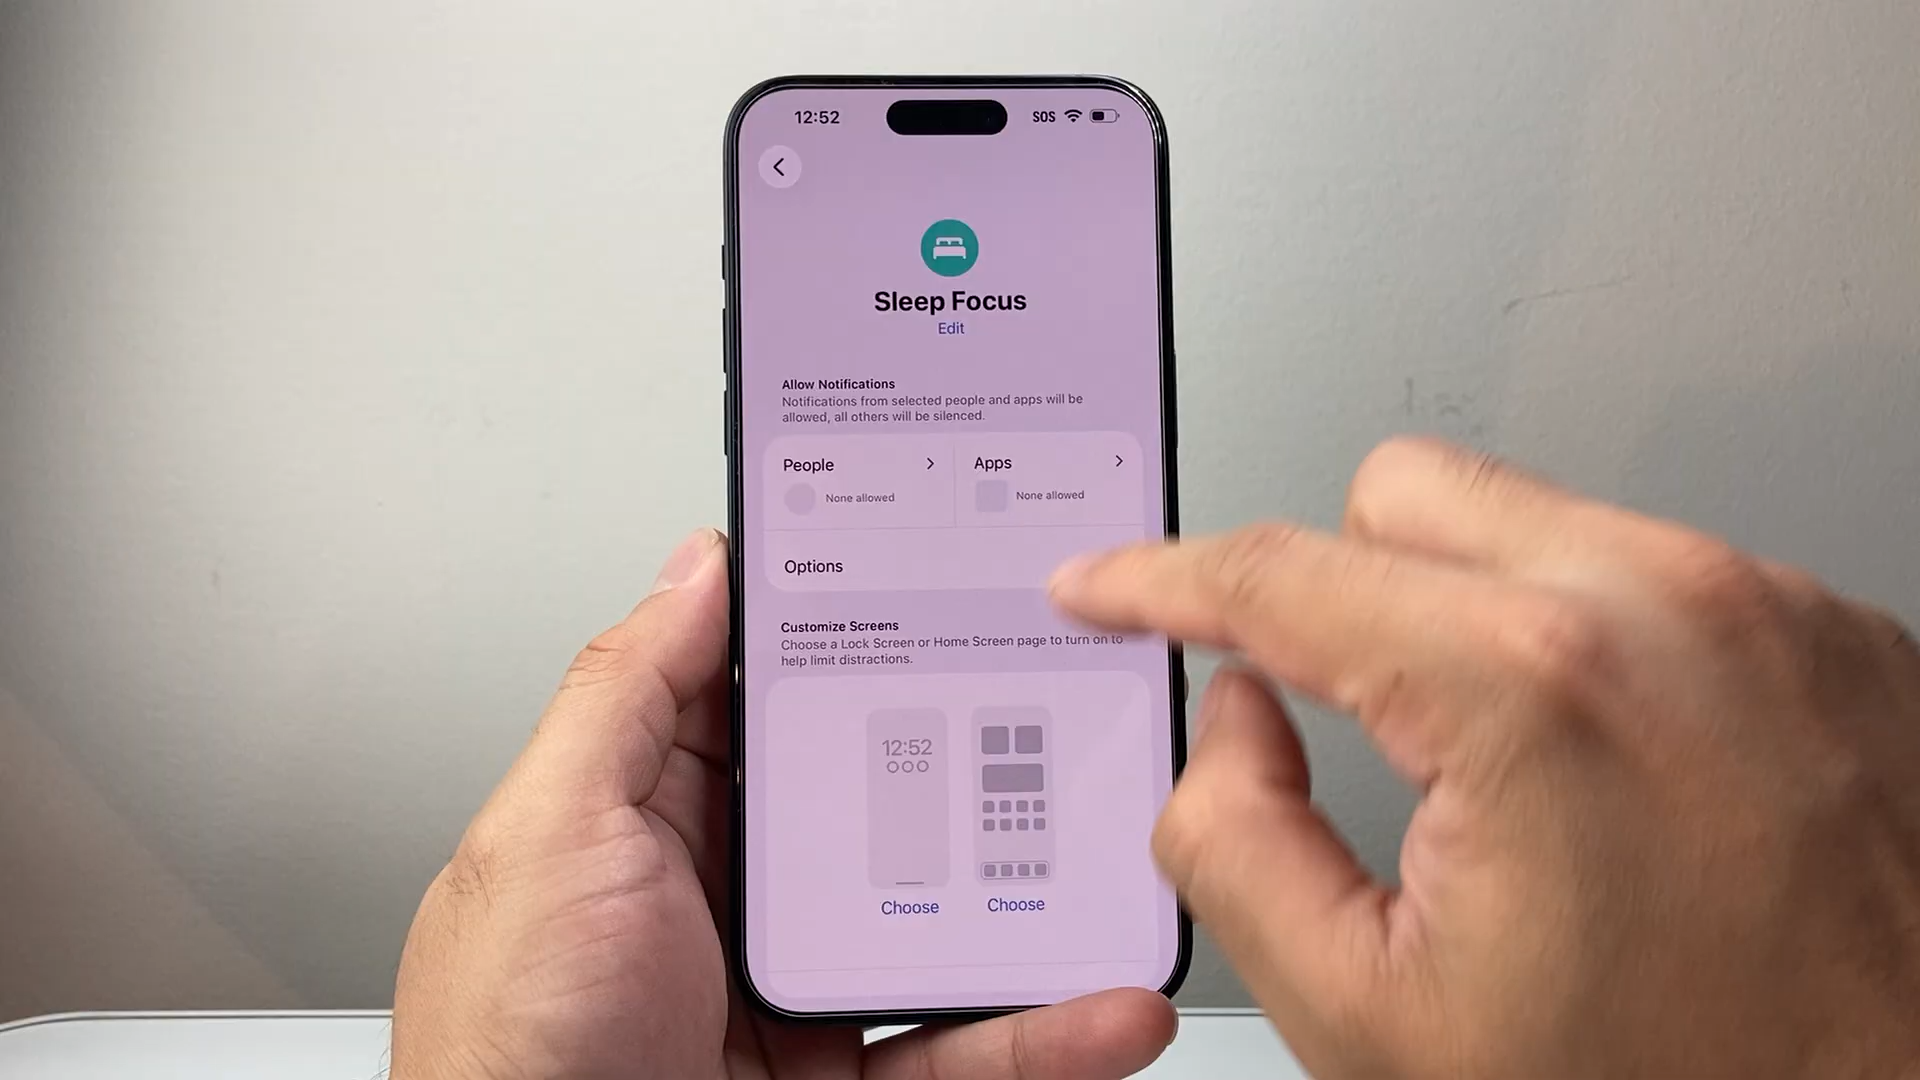 12:52
SOS
Sleep Focus
Edit
Allow Notifications
Notifications from selected people and apps will be
allowed, all others will be silenced.
People
None allowed
Apps
None allowed
Options
Customize Screens
Choose a Lock Screen or Home Screen page to turn on to
help limit distractions.
12:52
Choose
Choose